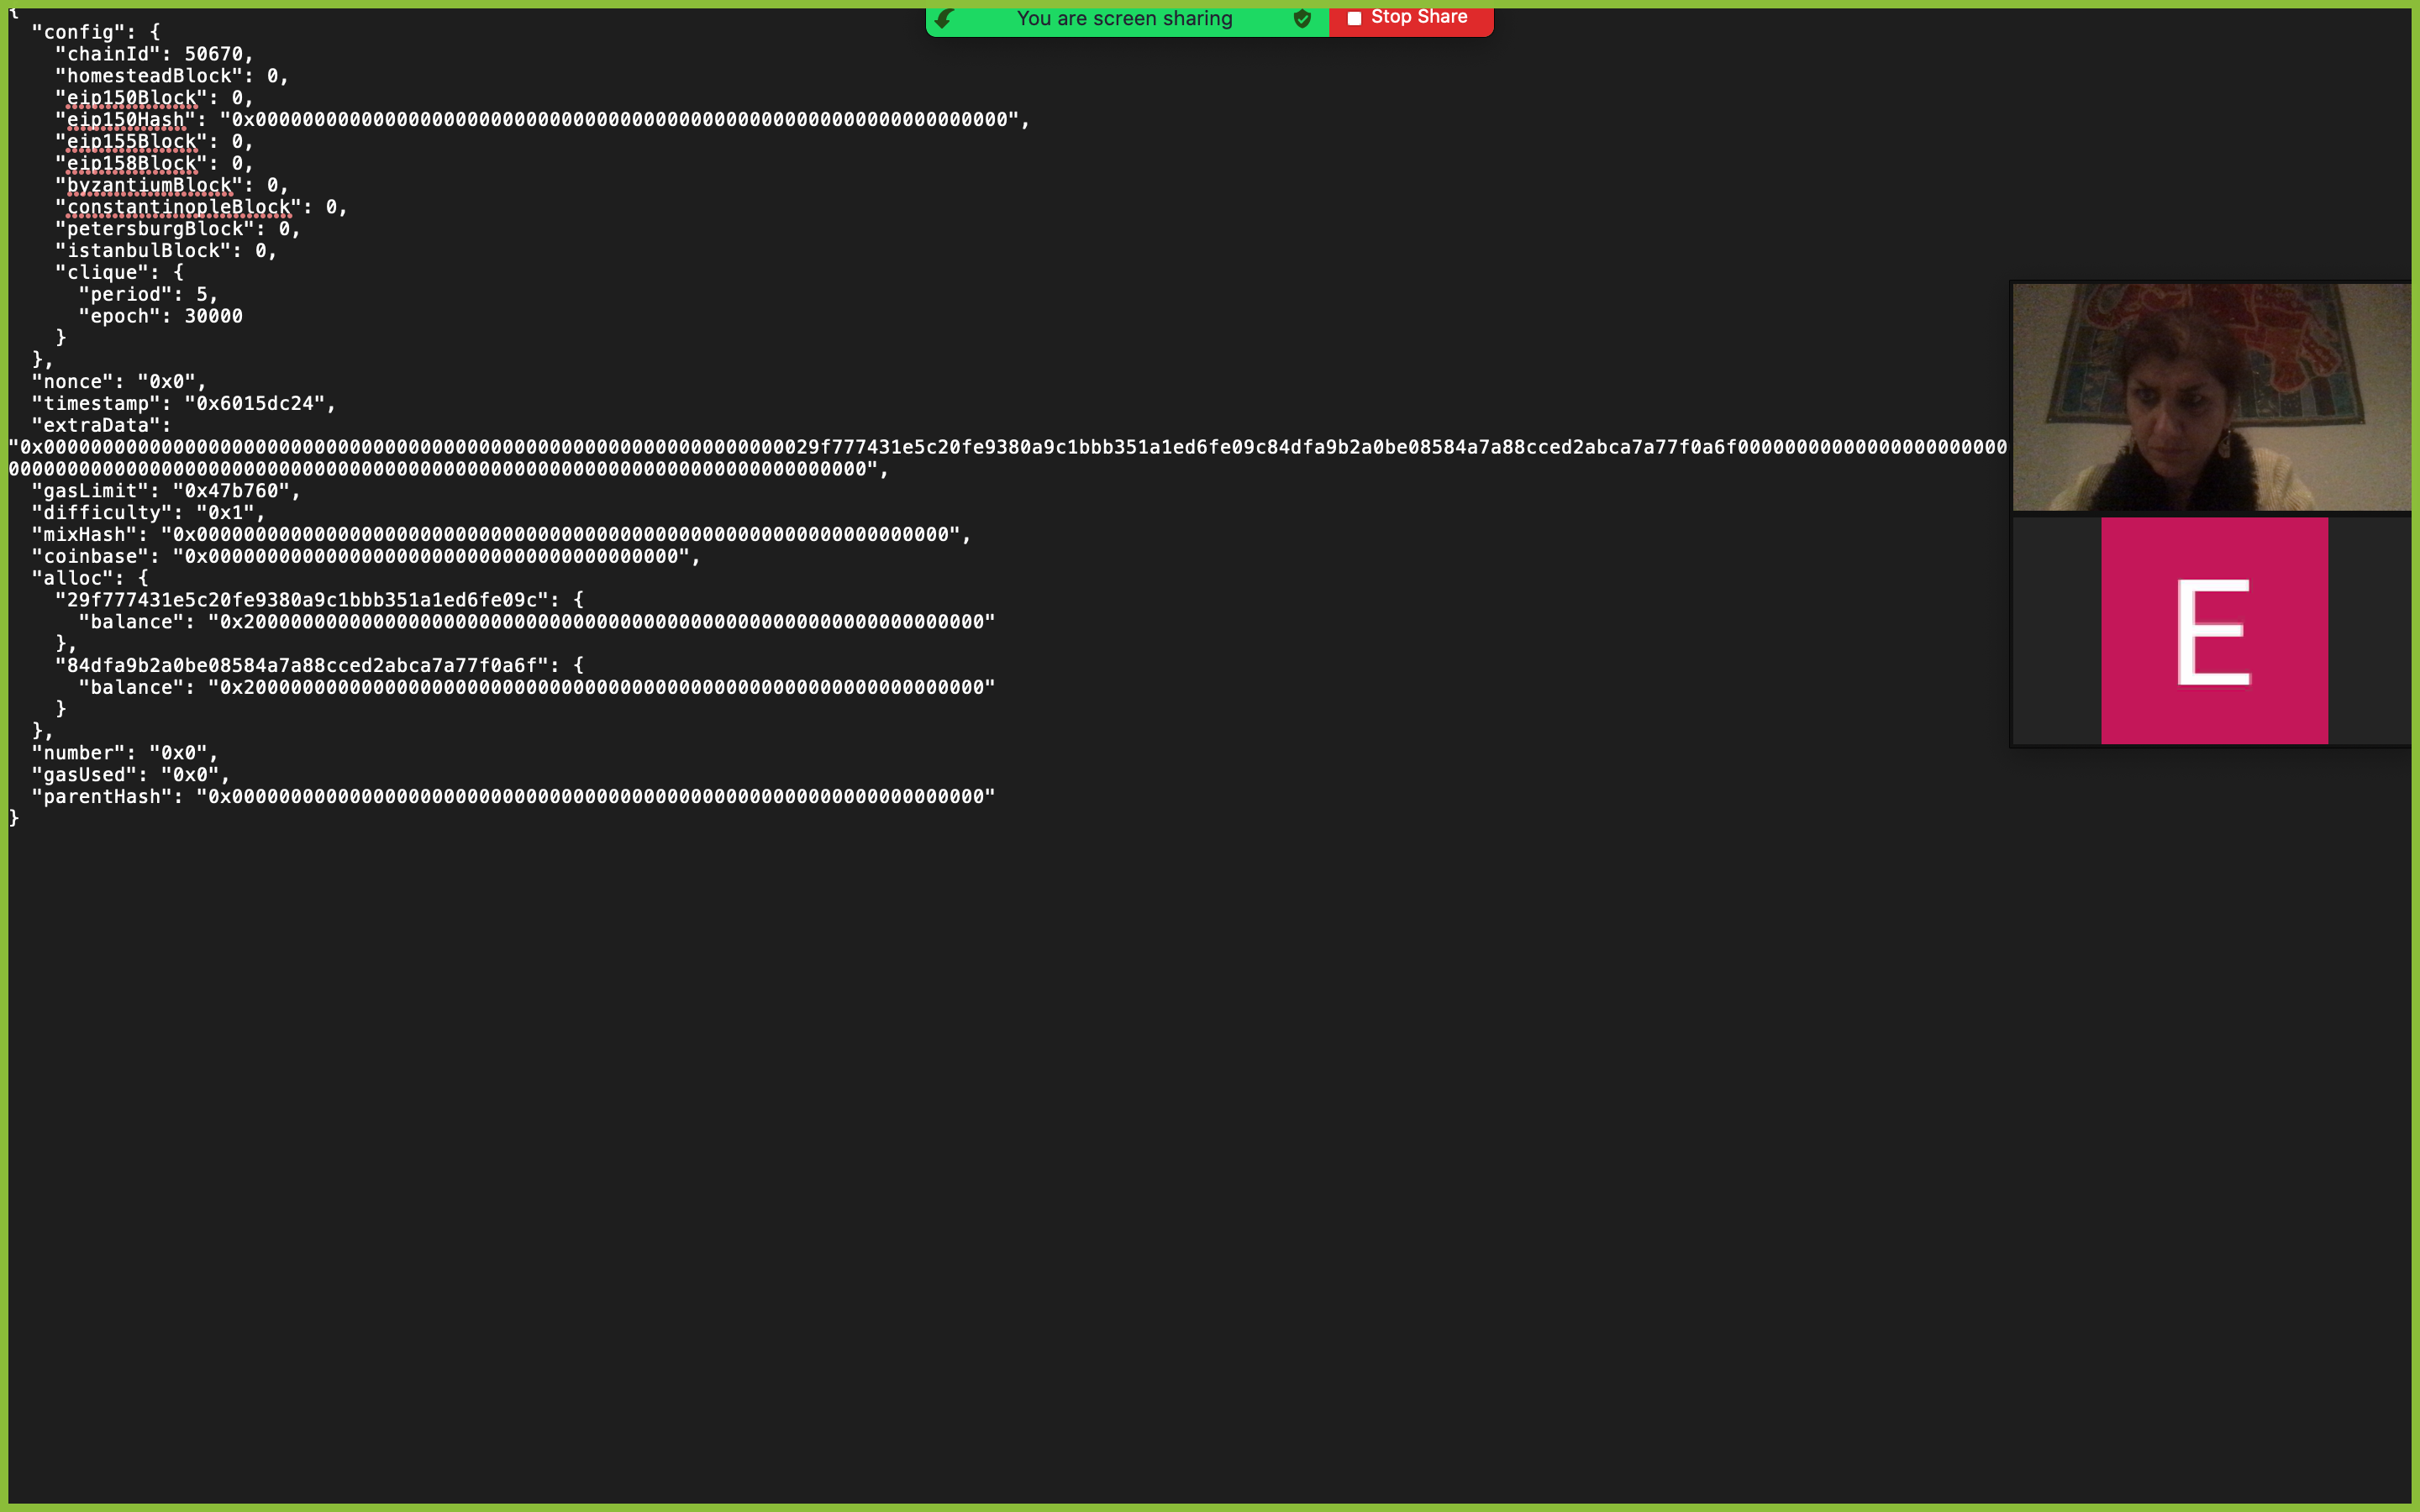 {
You are screen sharing
Stop Share
"config": {
"chainId": 50670,
"homesteadBlock": 0,
"eip150Block": 0,
"eip150Hash": "0x0000000000000000000000000000000000000000000000000000000000000000",
"eip155Block": 0,
"eip158Block": 0,
"byzantiumBlock": 0,
"constantinopleBlock": 0,
"petersburgBlock": 0,
"istanbulBlock": 0,
"clique": {
"period": 5,
"epoch": 30000
}
},
"nonce": "0x0",
"timestamp": "0x6015dc24",
"extraData":
"0x000000000000000000000000000000000000000000000000000000000000000029f777431e5c20fe9380a9c1bbb351a1ed6fe09c84dfa9b2a0be08584a7a88cced2abca7a77f0a6f00000000000000000000000
0000000000000000000000000000000000000000000000000000000000000000000000000",
"gasLimit": "0x47b760",
"difficulty": "0x1",
"mixHash": "0x0000000000000000000000000000000000000000000000000000000000000000",
"coinbase": "0x0000000000000000000000000000000000000000",
"alloc": {
"29f777431e5c20fe9380a9c1bbb351a1ed6fe09c": {
"balance": "0x200000000000000000000000000000000000000000000000000000000000000"
},
"84dfa9b2a0be08584a7a88cced2abca7a77f0a6f": {
"balance": "0x200000000000000000000000000000000000000000000000000000000000000"
}
},
"number": "0x0",
"gasUsed": "0x0",
"parentHash": "0x0000000000000000000000000000000000000000000000000000000000000000"
}
E